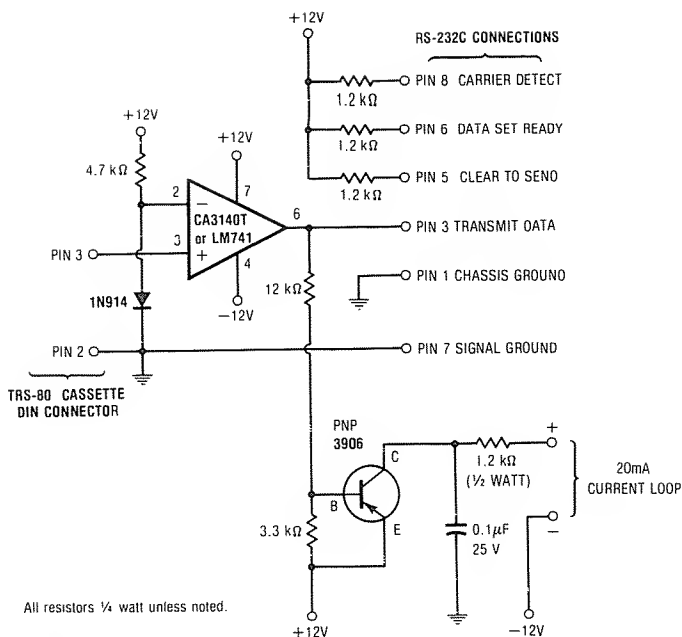 +12V
RS-232C CONNECTIONS
PIN 8 CARRIER DETECT
1.2 kΩ
+12V
+12V
PIN 6 DATA SET READY
1.2 kΩ
4.7 kΩ
7
PIN 5 CLEAR TO SENO
1.2 kΩ
2
−
CA3140T
or LM741
6
PIN 3 TRANSMIT DATA
PIN 3
3
+
4
12 kΩ
PIN 1 CHASSIS GROUND
1N914
−12V
PIN 2
PIN 7 SIGNAL GROUND
TRS-80 CASSETTE
DIN CONNECTOR
PNP
3906
C
+
1.2 kΩ
(½ WATT)
20mA
CURRENT LOOP
B
3.3 kΩ
E
0.1µF
25 V
−
All resistors ¼ watt unless noted.
+12V
−12V